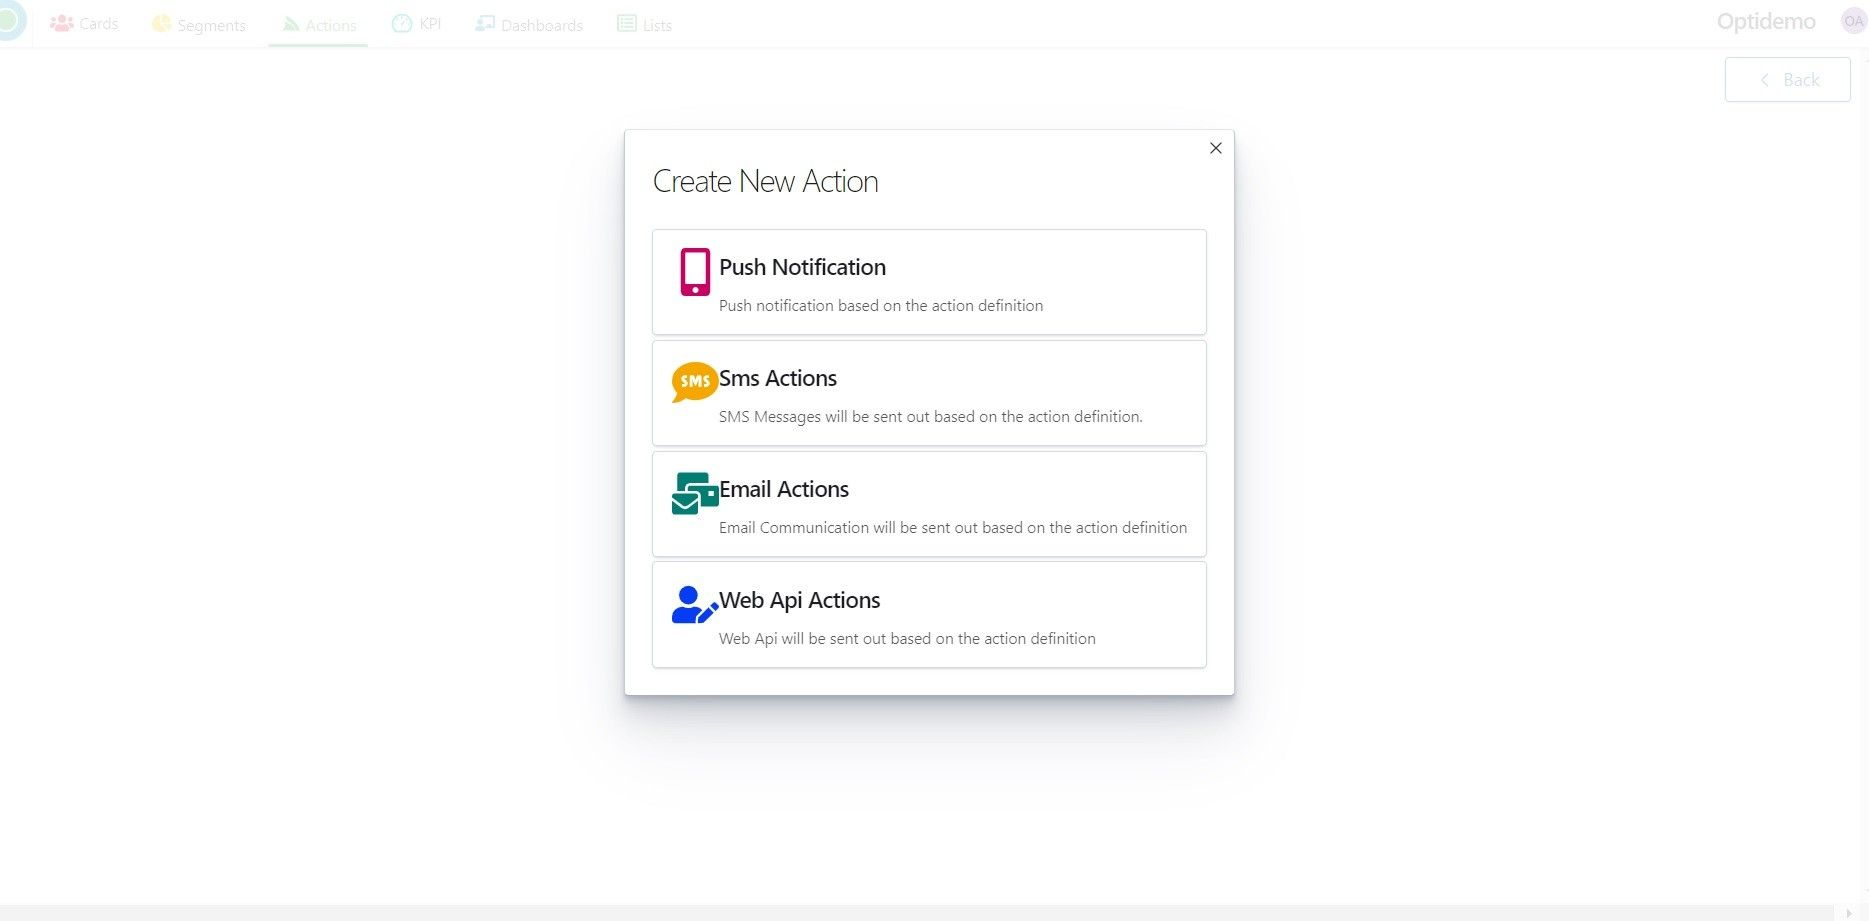 Cards Segments Actions KPI Dashboards Lists Optidemo OA
Back
Create New Action
Push Notification
Push notification based on the action definition
SMS Sms Actions
SMS Messages will be sent out based on the action definition.
Email Actions
Email Communication will be sent out based on the action definition
Web Api Actions
Web Api will be sent out based on the action definition